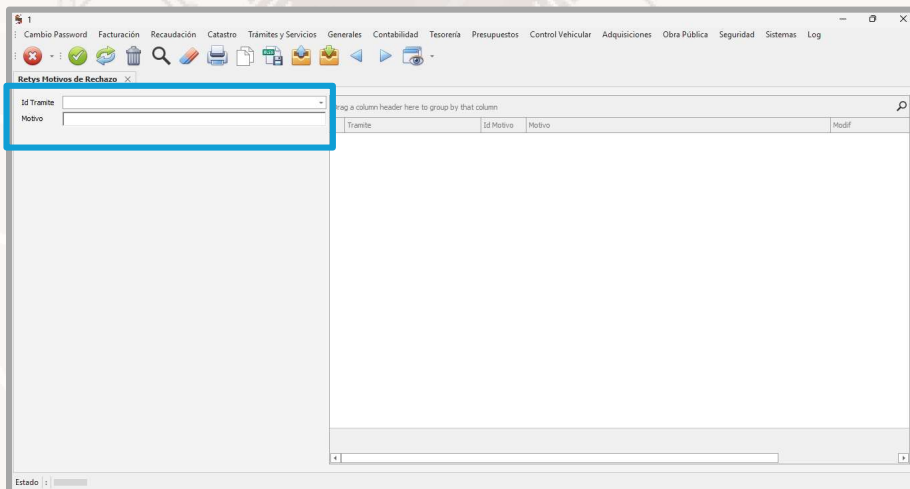 1
Cambio Password Facturación Recaudación Catastro Trámites y Servicios Generales Contabilidad Tesorería Presupuestos Control Vehicular Adquisiciones Obra Pública Seguridad Sistemas Log
Retys Motivos de Rechazo
Id Tramite
Motivo
Drag a column header here to group by that column
Tramite Id Motivo Motivo Modif
Estado :